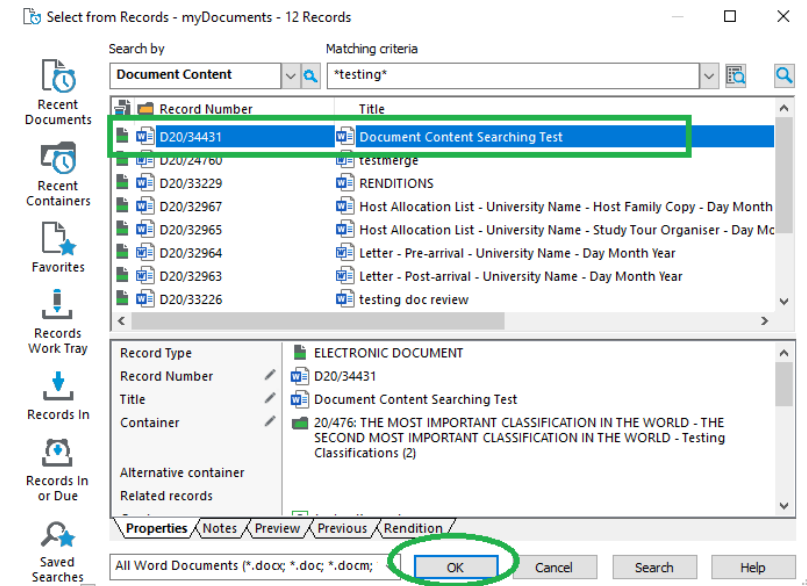 Select from Records - myDocuments - 12 Records
Search by
Matching criteria
Document Content
*testing*
Recent
Documents
Recent
Containers
Favorites
Records
Work Tray
Records In
Records In
or Due
Saved
Searches
Record Number Title
D20/34431 Document Content Searching Test
D20/24760 testmerge
D20/33229 RENDITIONS
D20/32967 Host Allocation List - University Name - Host Family Copy - Day Month
D20/32965 Host Allocation List - University Name - Study Tour Organiser - Day Mo
D20/32964 Letter - Pre-arrival - University Name - Day Month Year
D20/32963 Letter - Post-arrival - University Name - Day Month Year
D20/33226 testing doc review
Record Type ELECTRONIC DOCUMENT
Record Number D20/34431
Title Document Content Searching Test
Container 20/476: THE MOST IMPORTANT CLASSIFICATION IN THE WORLD - THE
SECOND MOST IMPORTANT CLASSIFICATION IN THE WORLD - Testing
Classifications (2)
Alternative container
Related records
Properties Notes Preview Previous Rendition
All Word Documents (*.docx; *.doc; *.docm;
OK Cancel Search Help